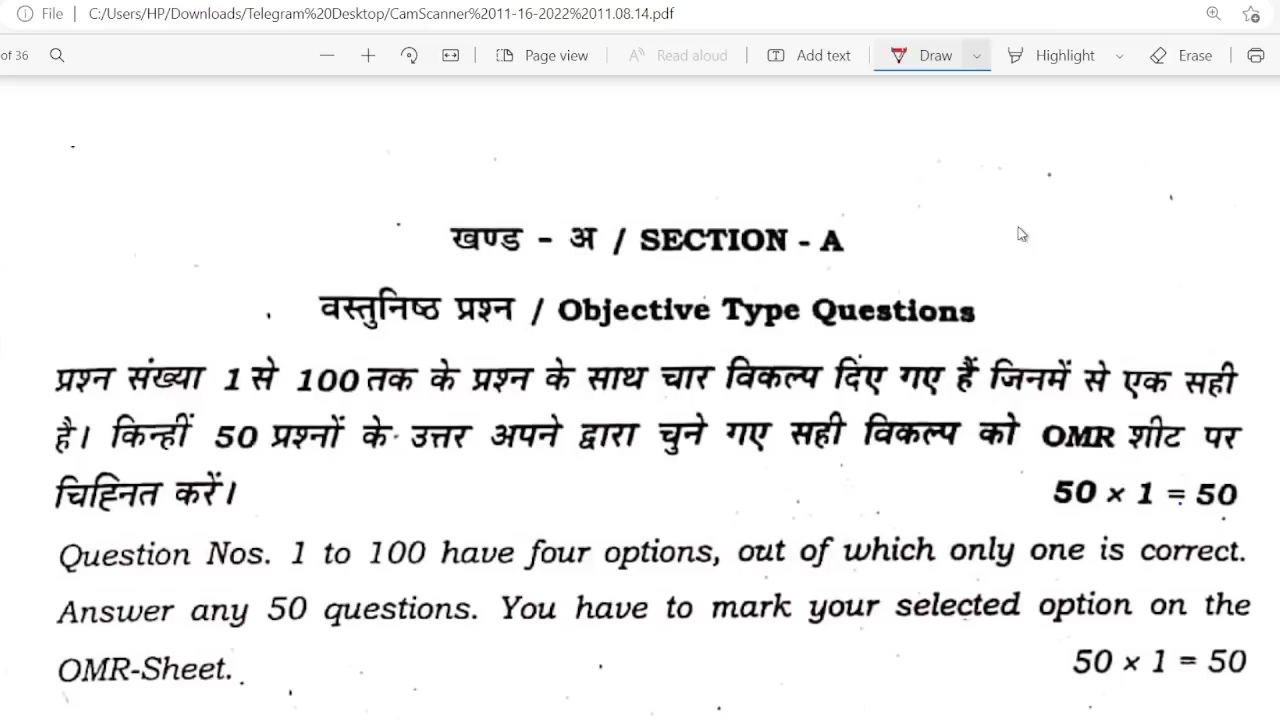 File | C:/Users/HP/Downloads/Telegram%20Desktop/CamScanner%2011-16-2022%2011.08.14.pdf
of 36 Page view Read aloud Add text Draw Highlight Erase
खण्ड - अ / SECTION - A
वस्तुनिष्ठ प्रश्न / Objective Type Questions
प्रश्न संख्या 1 से 100 तक के प्रश्न के साथ चार विकल्प दिए गए हैं जिनमें से एक सही
है। किन्हीं 50 प्रश्नों के उत्तर अपने द्वारा चुने गए सही विकल्प को OMR शीट पर
चिह्नित करें। 50 × 1 = 50
Question Nos. 1 to 100 have four options, out of which only one is correct.
Answer any 50 questions. You have to mark your selected option on the
OMR-Sheet. 50 × 1 = 50